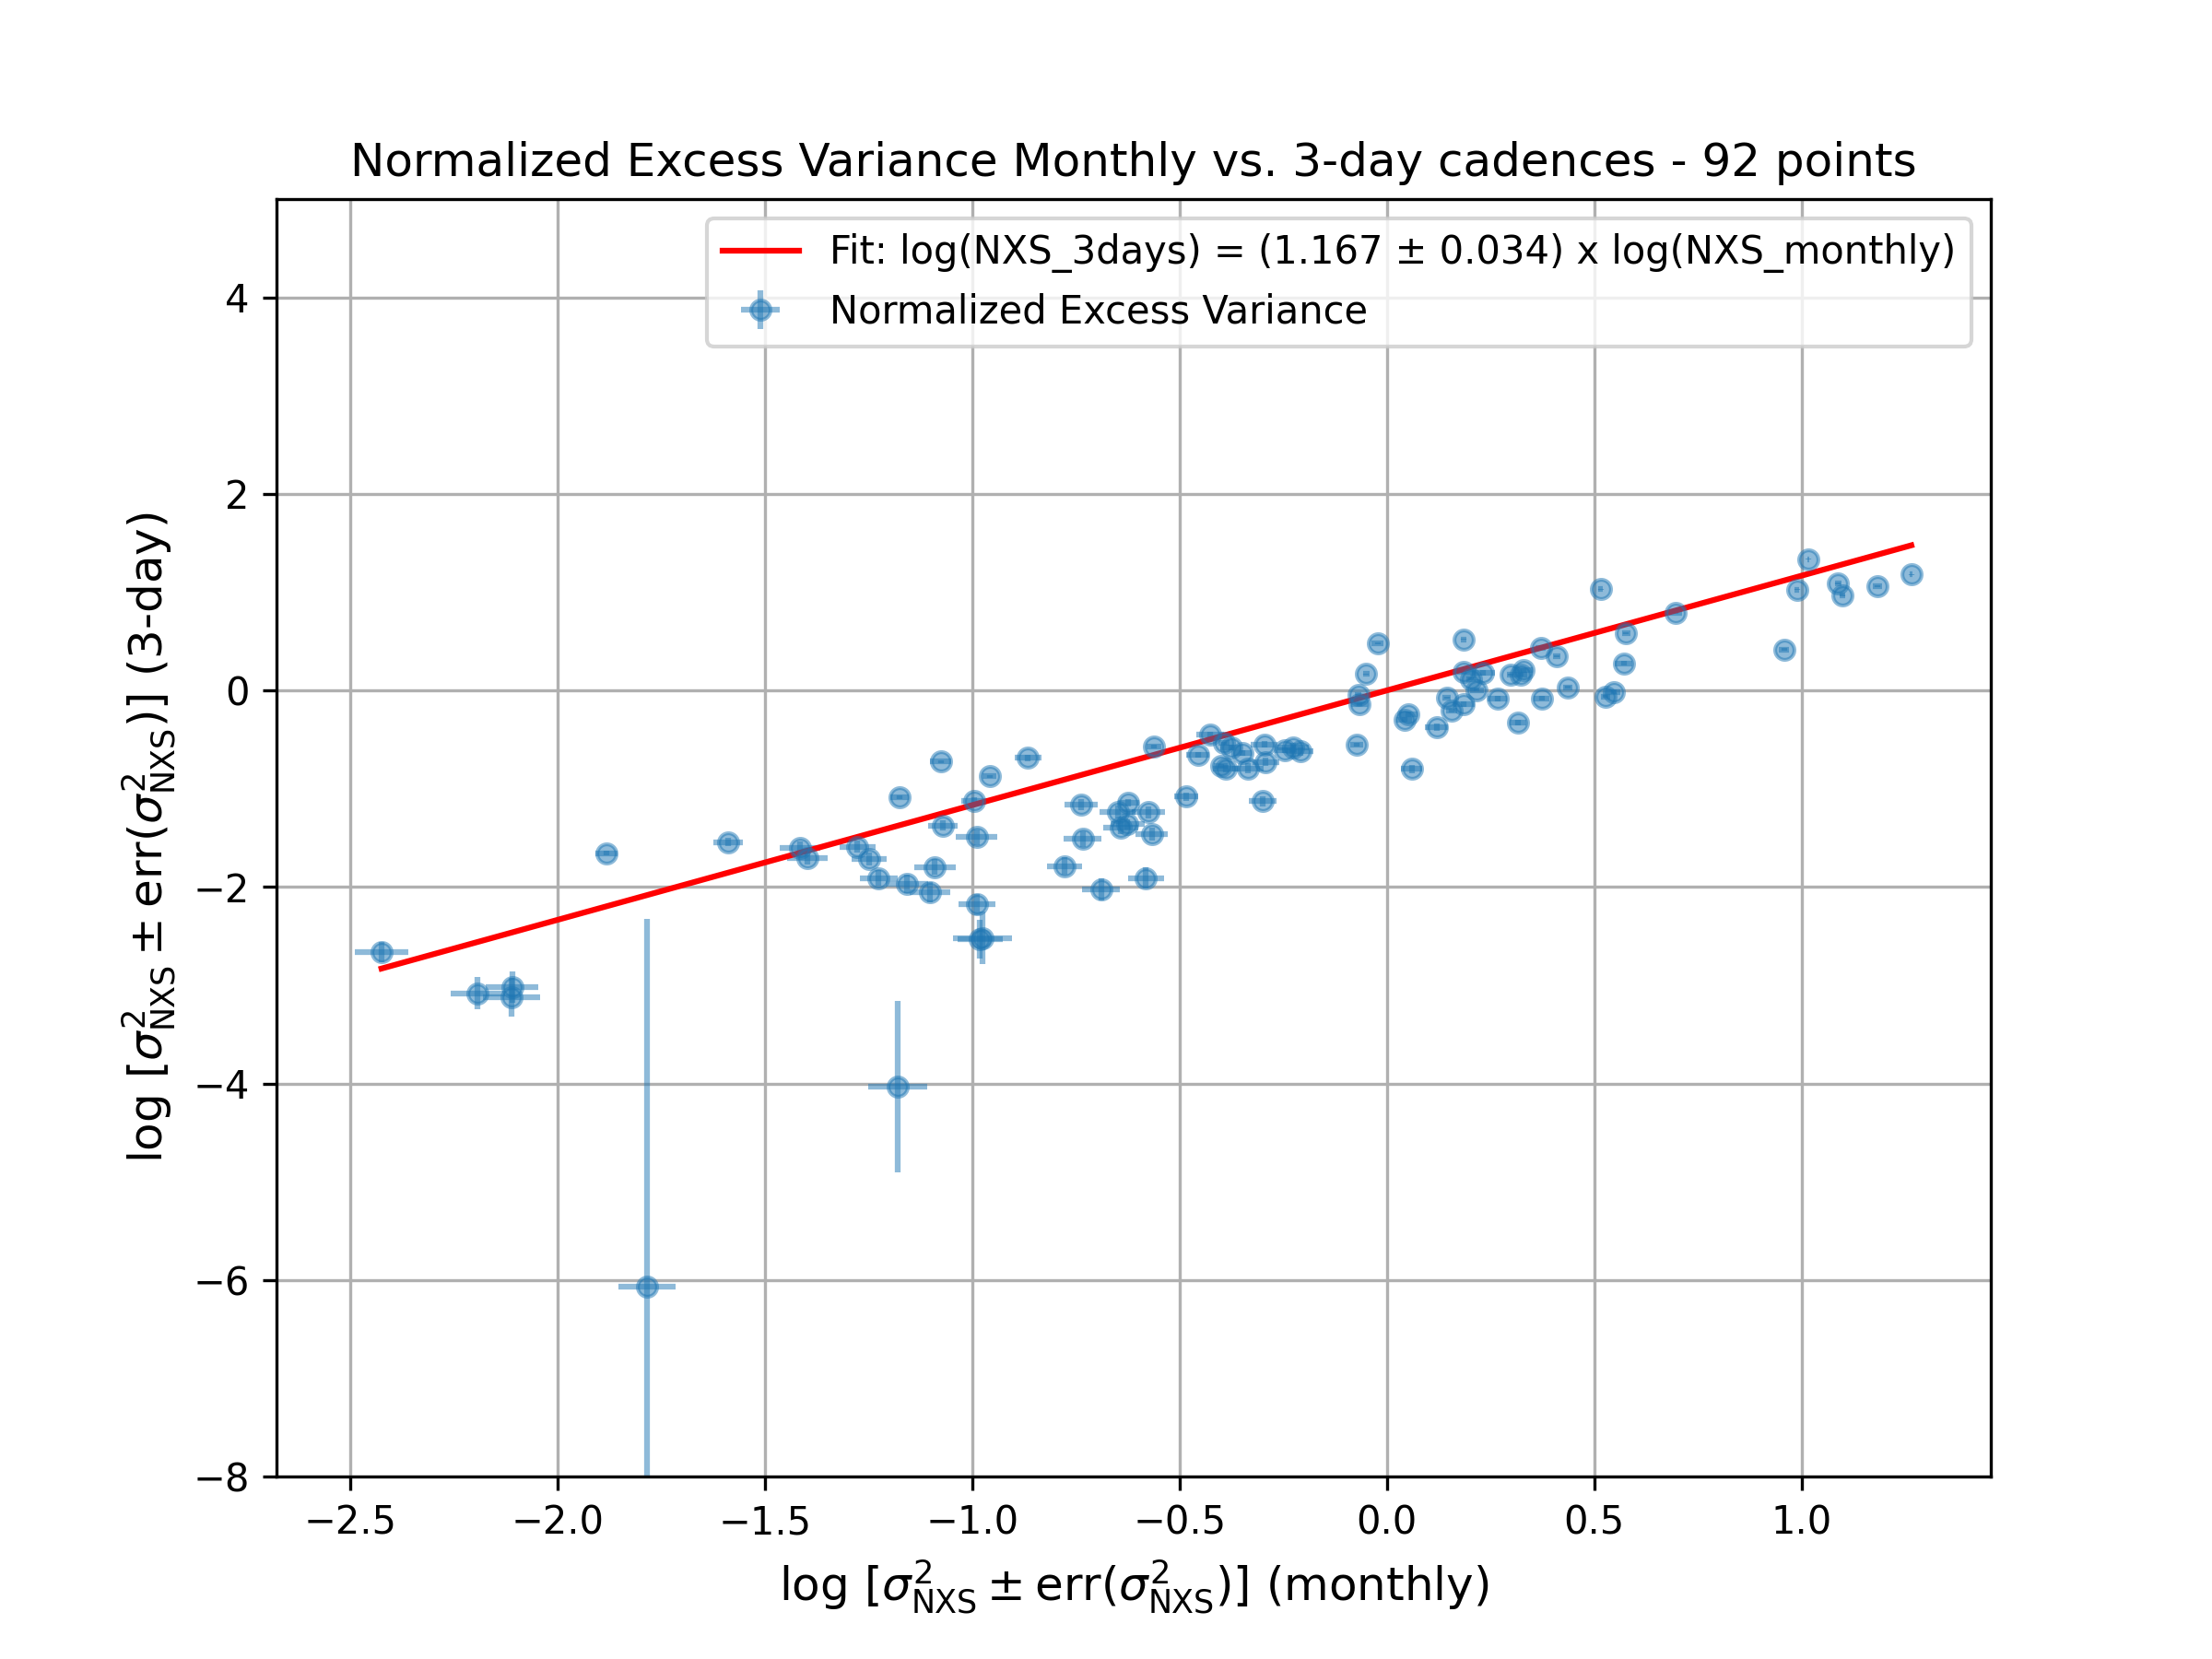 Normalized Excess Variance Monthly vs. 3-day cadences - 92 points
Fit: log(NXS_3days) = (1.167 ± 0.034) x log(NXS_monthly)
Normalized Excess Variance
log [σ²_NXS ± err(σ²_NXS)] (3-day)
4
2
0
−2
−4
−6
−8
−2.5 −2.0 −1.5 −1.0 −0.5 0.0 0.5 1.0
log [σ²_NXS ± err(σ²_NXS)] (monthly)